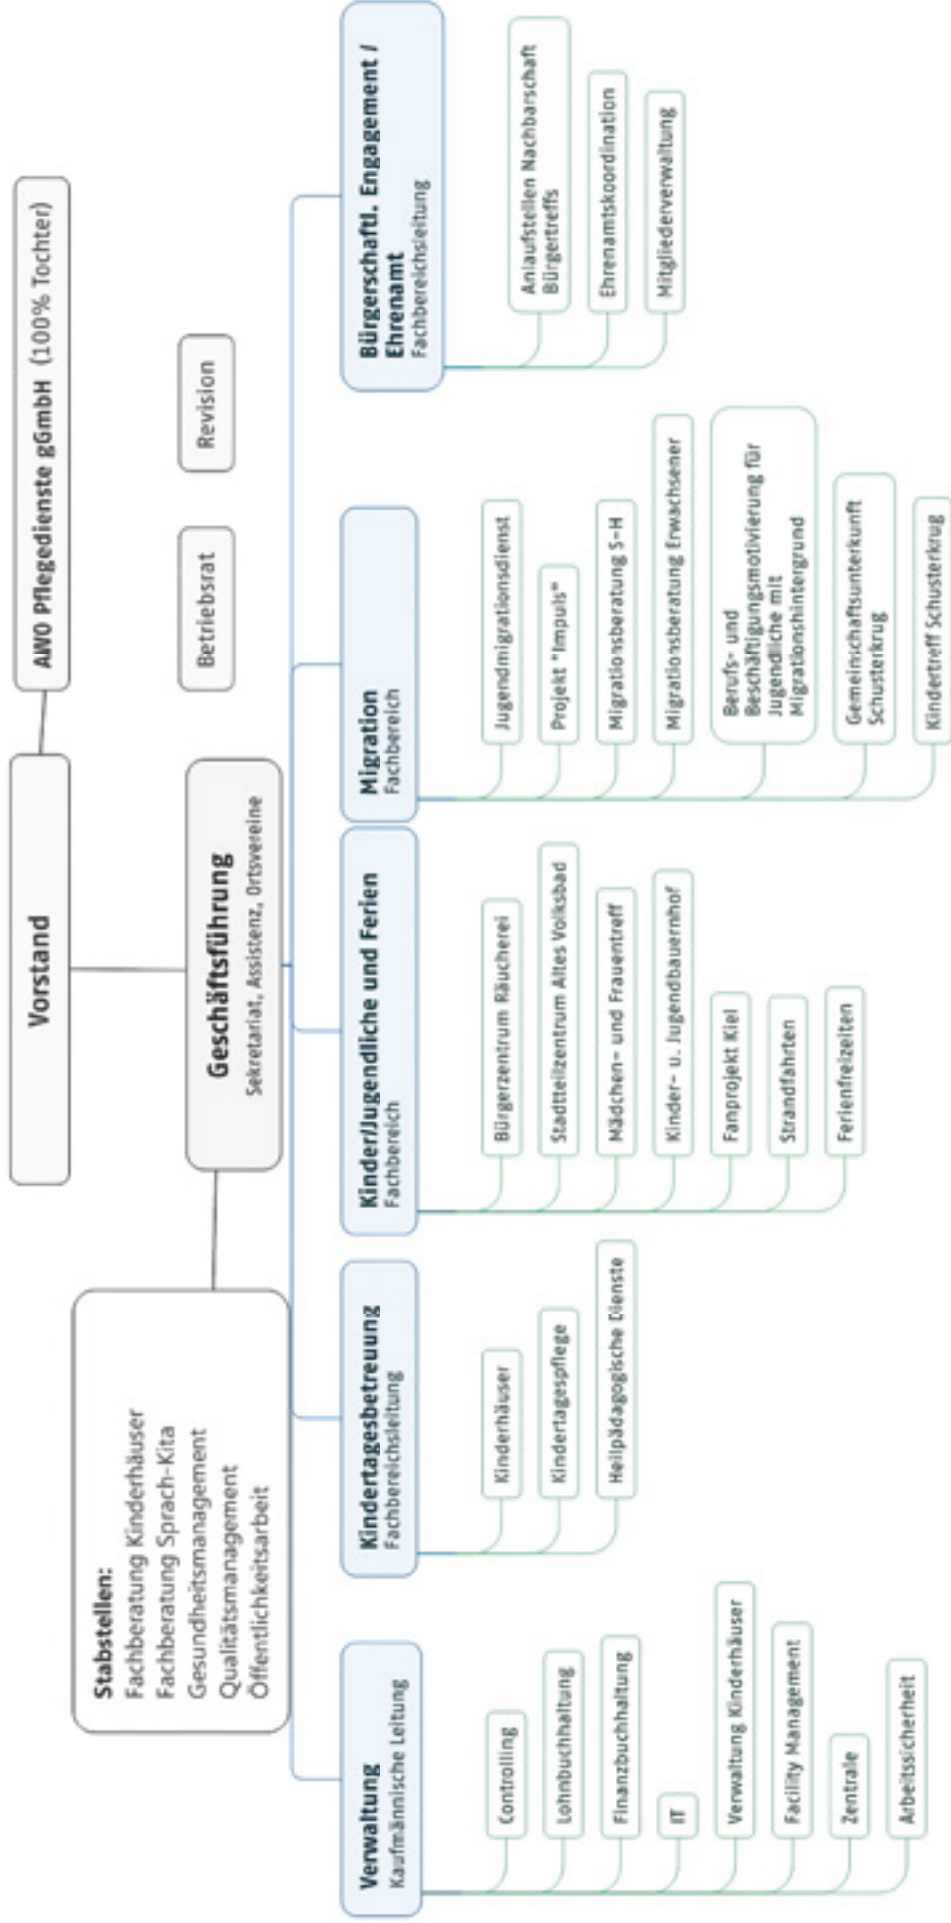 Vorstand
AWO Pflegedienste gGmbH (100% Tochter)
Stabstellen:
Fachberatung Kinderhäuser
Fachberatung Sprach-Kita
Gesundheitsmanagement
Qualitätsmanagement
Öffentlichkeitsarbeit
Geschäftsführung
Sekretariat, Assistenz, Ortsvereine
Betriebsrat
Revision
Verwaltung
Kaufmännische Leitung
Controlling
Lohnbuchhaltung
Finanzbuchhaltung
IT
Verwaltung Kinderhäuser
Facility Management
Zentrale
Arbeitssicherheit
Kindertagesbetreuung
Fachbereichsleitung
Kinderhäuser
Kindertagespflege
Heilpädagogische Dienste
Kinder/Jugendliche und Ferien
Fachbereich
Bürgerzentrum Räucherei
Stadtteilzentrum Altes Volksbad
Mädchen- und Frauentreff
Kinder- u. Jugendbauernhof
Fanprojekt Kiel
Strandfahrten
Ferienfreizeiten
Migration
Fachbereich
Jugendmigrationsdienst
Projekt "Impuls"
Migrationsberatung S-H
Migrationsberatung Erwachsener
Berufs- und
Beschäftigungsmotivierung für
Jugendliche mit
Migrationshintergrund
Gemeinschaftsunterkunft
Schusterkrug
Kindertreff Schusterkrug
Bürgerschaftl. Engagement /
Ehrenamt
Fachbereichsleitung
Anlaufstellen Nachbarschaft
Bürgertreffs
Ehrenamtskoordination
Mitgliederverwaltung